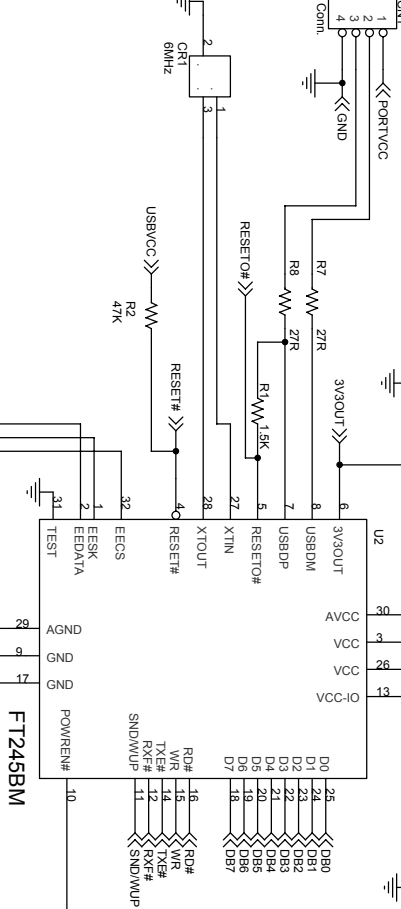 CN1
Conn.
1
2
3
4
PORTVCC
GND
2
CR1
6MHz
1
3
USBVCC
R2
47K
RESETO#
RESET#
R8
27R
R7
27R
R1
1.5K
3V3OUT
U2
6
3V3OUT
8
USBDM
7
USBDP
5
RESETO#
27
XTIN
28
XTOUT
4
RESET#
32
EECS
1
EESK
2
EEDATA
31
TEST
AVCC
30
VCC
3
VCC
26
VCC-IO
13
AGND
29
GND
9
GND
17
D0
25
DB0
D1
24
DB1
D2
23
DB2
D3
22
DB3
D4
21
DB4
D5
20
DB5
D6
19
DB6
D7
18
DB7
RD#
16
RD#
WR
15
WR
TXE#
14
TXE#
RXF#
12
RXF#
SND/WUP
11
SND/WUP
POWREN#
10
FT245BM